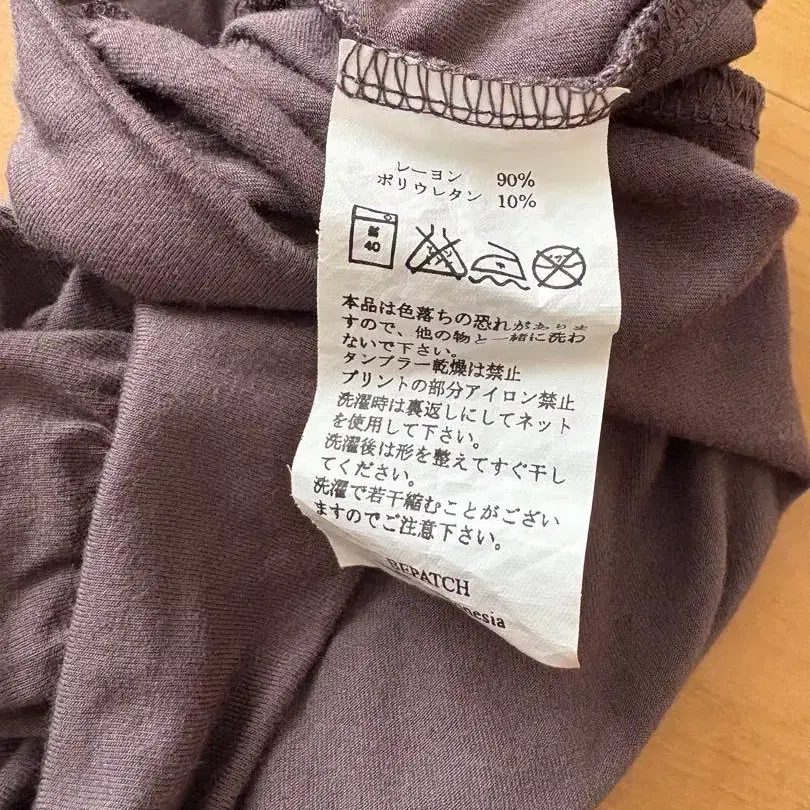 レーヨン 90%
ポリウレタン 10%
40
本品は色落ちの恐れがありま
すので、他の物と一緒に洗わ
ないで下さい。
タンブラー乾燥は禁止
プリントの部分アイロン禁止
洗濯時は裏返しにしてネット
を使用して下さい。
洗濯後は形を整えてすぐ干し
てください。
洗濯で若干縮むことがござい
ますのでご注意下さい。
BEPATCH
nesia